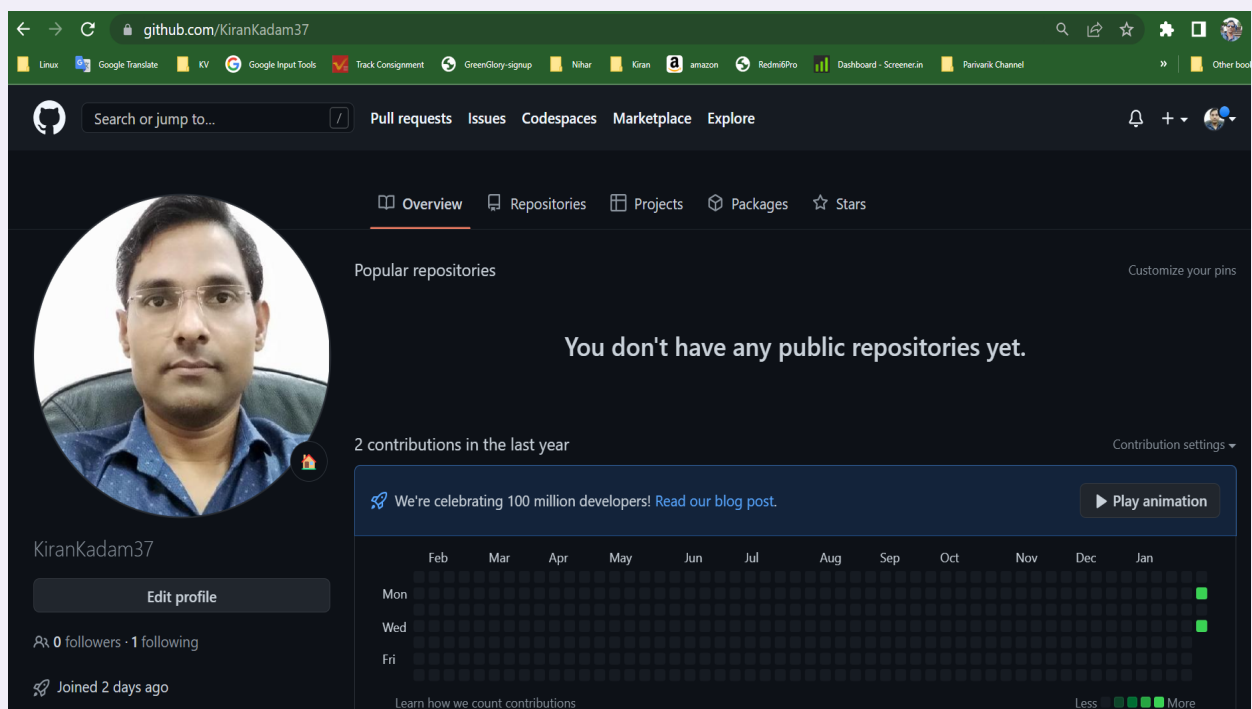 github.com/KiranKadam37
Linux Google Translate KV Google Input Tools Track Consignment GreenGlory-signup Nihar Kiran amazon Redmi6Pro Dashboard - Screener.in Parivarik Channel » Other bool
Search or jump to... / Pull requests Issues Codespaces Marketplace Explore
Overview Repositories Projects Packages Stars
Popular repositories Customize your pins
You don't have any public repositories yet.
2 contributions in the last year Contribution settings
We're celebrating 100 million developers! Read our blog post. Play animation
KiranKadam37
Edit profile
0 followers · 1 following
Joined 2 days ago
Feb Mar Apr May Jun Jul Aug Sep Oct Nov Dec Jan
Mon
Wed
Fri
Learn how we count contributions Less More